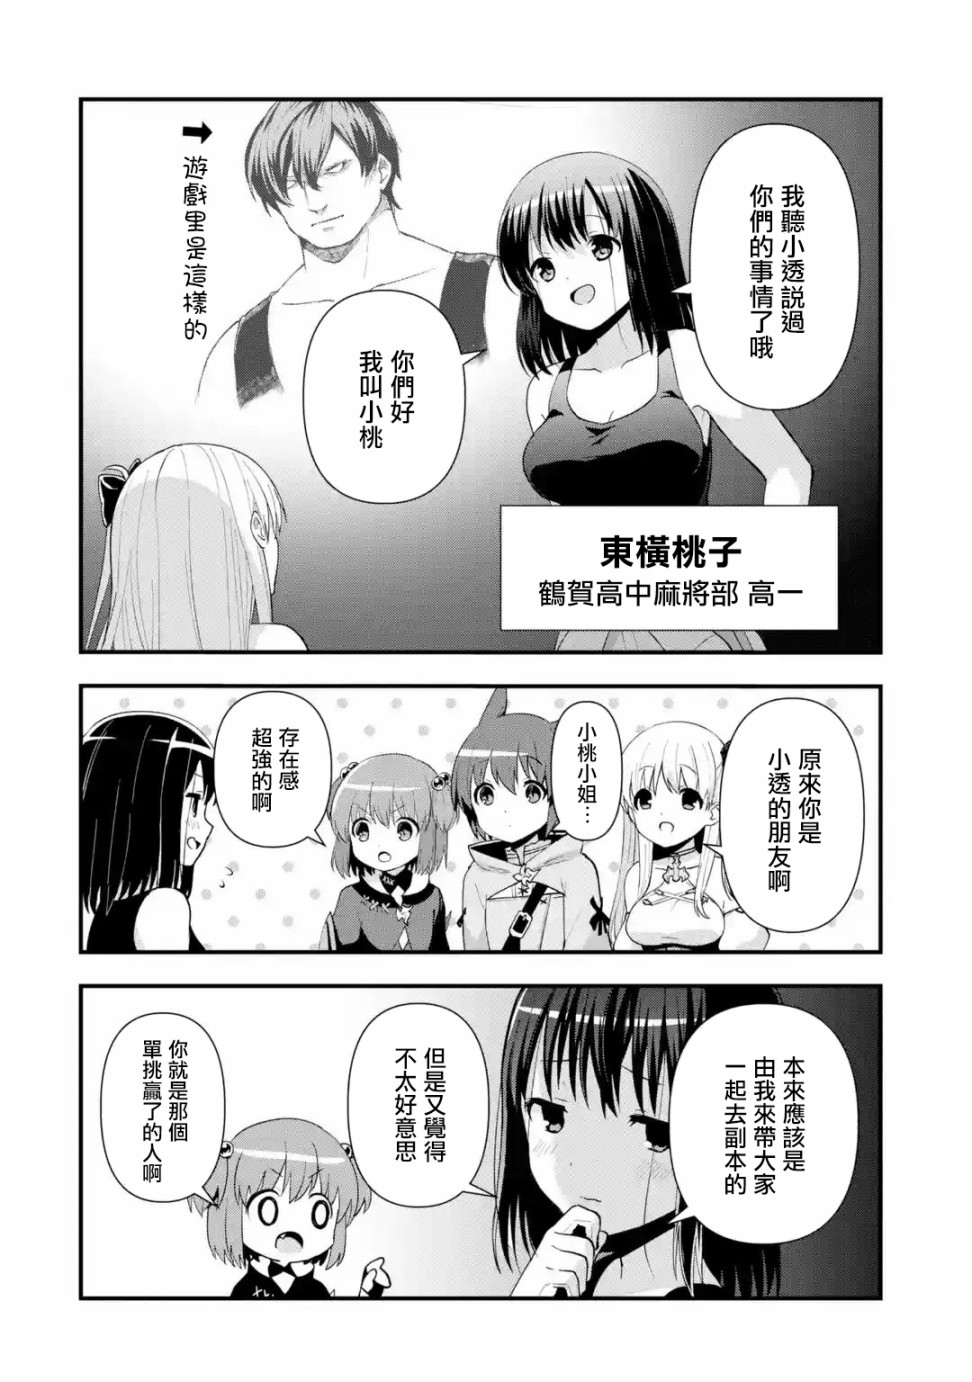 我聽小透説過
你們的事情了哦
你們好
我叫小桃
遊戲里是這樣的
東橫桃子
鶴賀高中麻將部 高一
原來你是
小透的朋友啊
小桃小姐…
存在感
超強的啊
本來應該是
由我來帶大家
一起去副本的
但是又覺得
不太好意思
你就是那個
單挑贏了的人啊